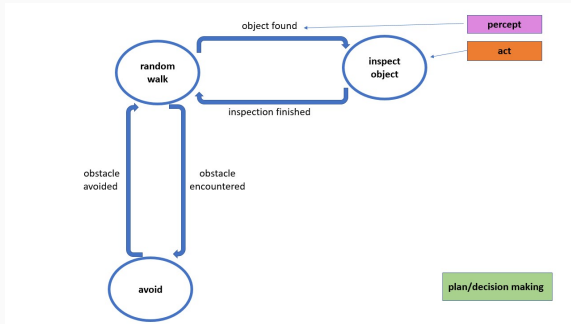 object found
percept
act
random
walk
inspect
object
inspection finished
obstacle
avoided
obstacle
encountered
avoid
plan/decision making